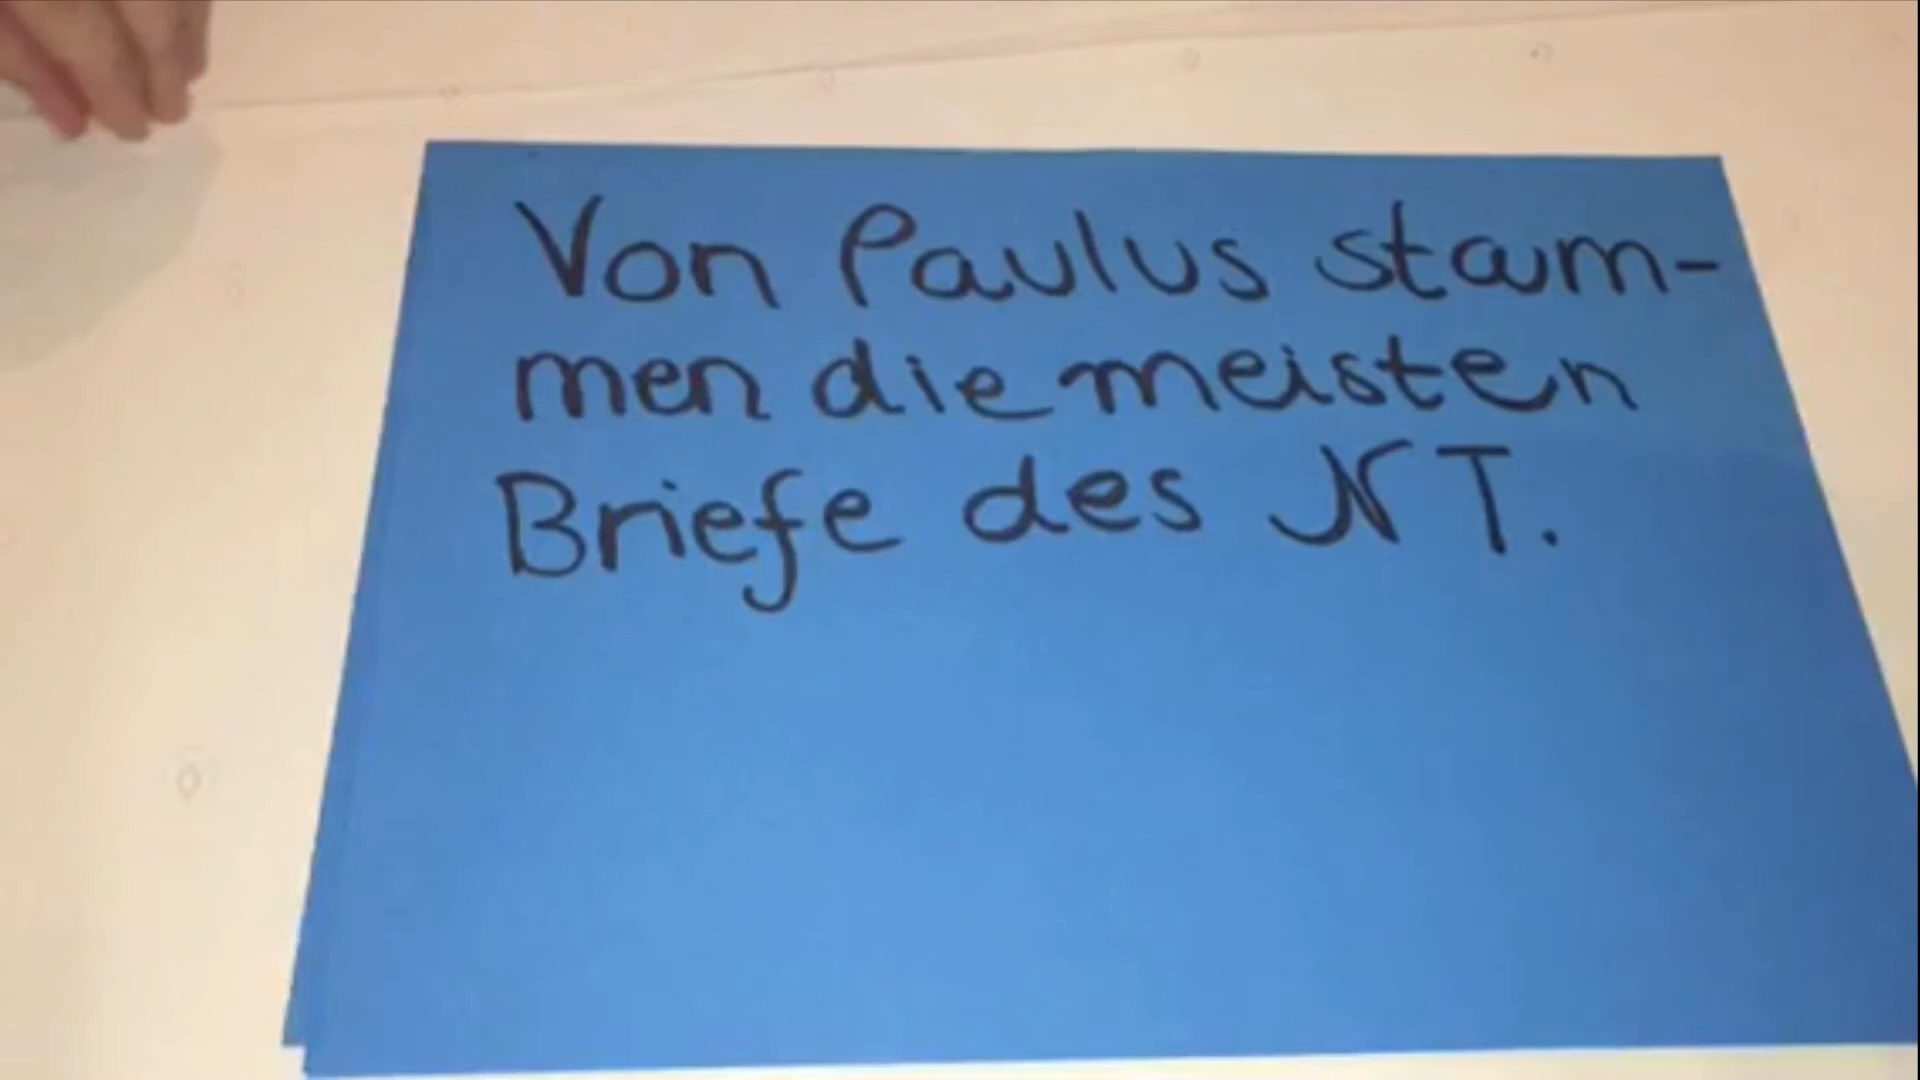 Von Paulus stam-
men die meisten
Briefe des NT.